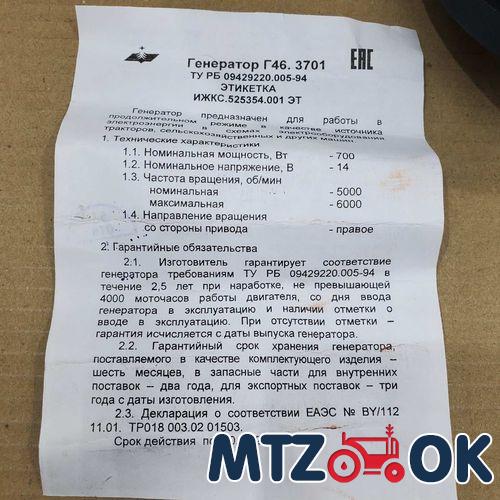 Генератор Г46. 3701
EAC
ТУ РБ 09429220.005-94
ЭТИКЕТКА
ИЖКС.525354.001 ЭТ
Генератор предназначен для работы в
продолжительном режиме в качестве источника
электроэнергии в схемах электрооборудования
тракторов, сельскохозяйственных и других машин.
1. Технические характеристики
1.1. Номинальная мощность, Вт - 700
1.2. Номинальное напряжение, В - 14
1.3. Частота вращения, об/мин
номинальная - 5000
максимальная - 6000
1.4. Направление вращения
со стороны привода - правое
2. Гарантийные обязательства
2.1. Изготовитель гарантирует соответствие
генератора требованиям ТУ РБ 09429220.005-94 в
течение 2,5 лет при наработке, не превышающей
4000 моточасов работы двигателя, со дня ввода
генератора в эксплуатацию и наличии отметки о
вводе в эксплуатацию. При отсутствии отметки –
гарантия исчисляется с даты выпуска генератора.
2.2. Гарантийный срок хранения генератора,
поставляемого в качестве комплектующего изделия –
шесть месяцев, в запасные части для внутренних
поставок – два года, для экспортных поставок – три
года с даты изготовления.
2.3. Декларация о соответствии ЕАЭС № BY/112
11.01. ТР018 003.02 01503.
Срок действия по
MTZ OK